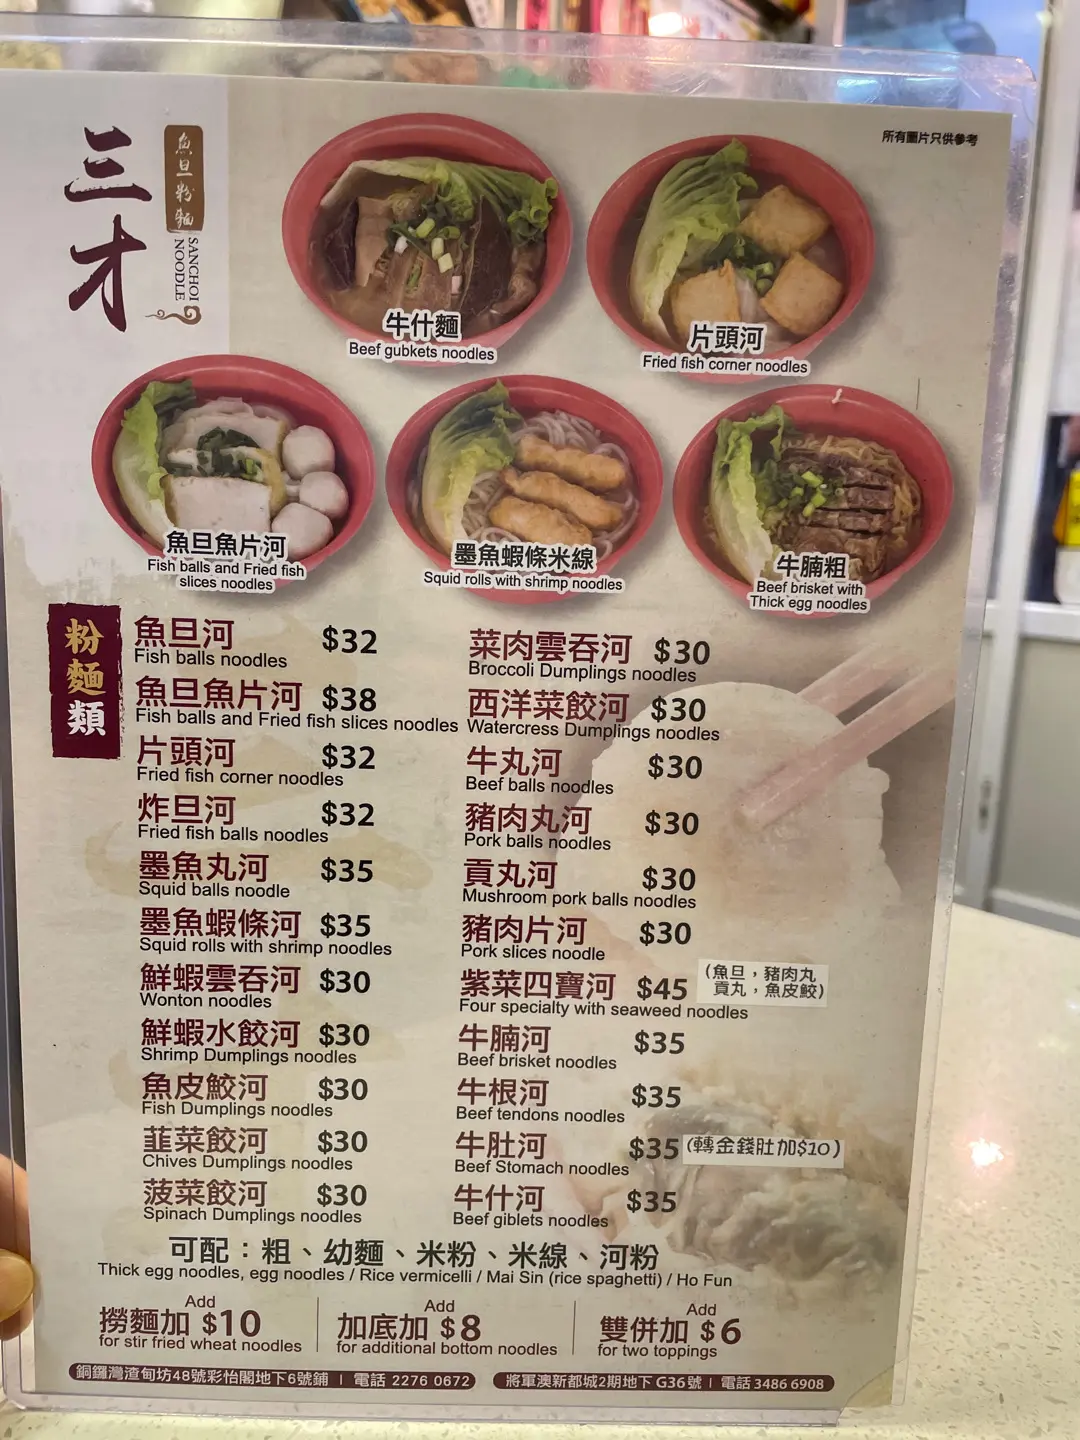 三才
魚旦粉麵
SANCHOI
NOODLE
所有圖片只供參考
牛什麵
Beef gubkets noodles
片頭河
Fried fish corner noodles
魚旦魚片河
Fish balls and Fried fish
slices noodles
墨魚蝦條米線
Squid rolls with shrimp noodles
牛腩粗
Beef brisket with
Thick egg noodles
粉麵類
魚旦河 $32
Fish balls noodles
魚旦魚片河 $38
Fish balls and Fried fish slices noodles
片頭河 $32
Fried fish corner noodles
炸旦河 $32
Fried fish balls noodles
墨魚丸河 $35
Squid balls noodle
墨魚蝦條河 $35
Squid rolls with shrimp noodles
鮮蝦雲吞河 $30
Wonton noodles
鮮蝦水餃河 $30
Shrimp Dumplings noodles
魚皮餃河 $30
Fish Dumplings noodles
韮菜餃河 $30
Chives Dumplings noodles
菠菜餃河 $30
Spinach Dumplings noodles
菜肉雲吞河 $30
Broccoli Dumplings noodles
西洋菜餃河 $30
Watercress Dumplings noodles
牛丸河 $30
Beef balls noodles
豬肉丸河 $30
Pork balls noodles
貢丸河 $30
Mushroom pork balls noodles
豬肉片河 $30
Pork slices noodle
紫菜四寶河 $45 (魚旦，豬肉丸
貢丸，魚皮餃)
Four specialty with seaweed noodles
牛腩河 $35
Beef brisket noodles
牛根河 $35
Beef tendons noodles
牛肚河 $35 (轉金錢肚加$10)
Beef Stomach noodles
牛什河 $35
Beef giblets noodles
可配：粗、幼麵、米粉、米線、河粉
Thick egg noodles, egg noodles / Rice vermicelli / Mai Sin (rice spaghetti) / Ho Fun
Add
撈麵加 $10
for stir fried wheat noodles
Add
加底加 $8
for additional bottom noodles
Add
雙併加 $6
for two toppings
銅鑼灣渣甸坊48號彩怡閣地下6號鋪 | 電話 2276 0672
將軍澳新都城2期地下G36號 | 電話 3486 6908